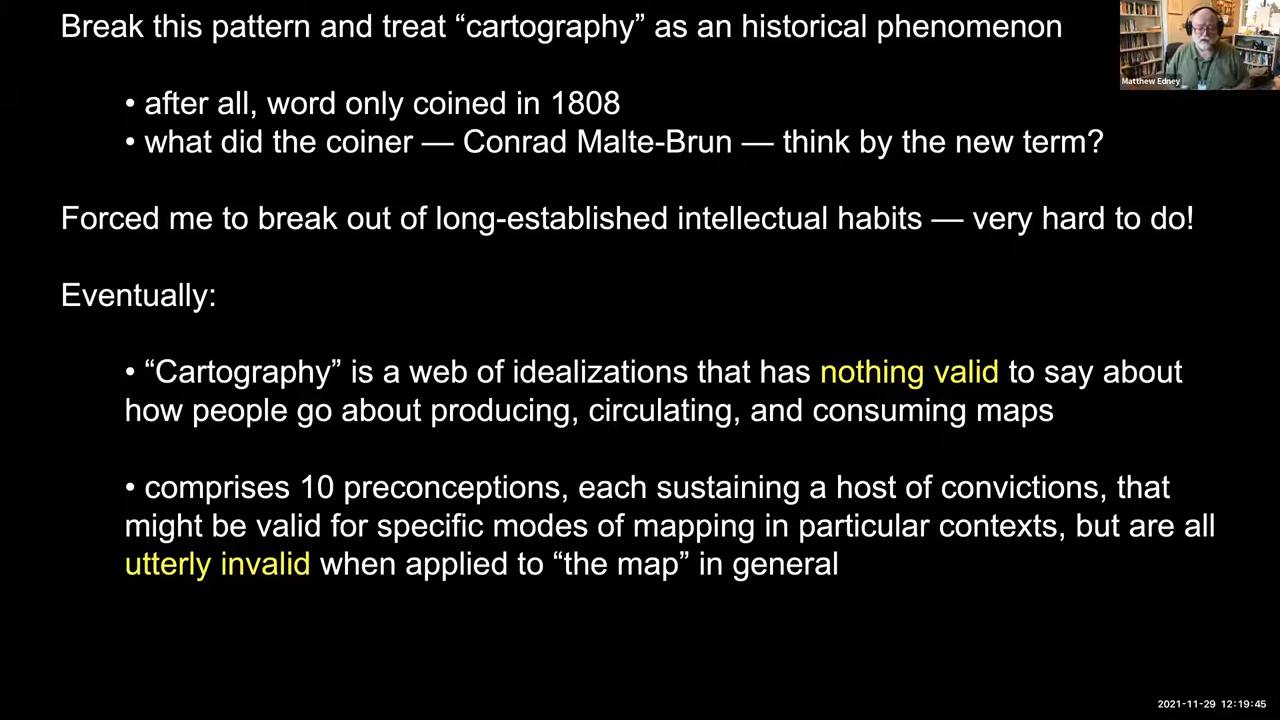 Break this pattern and treat “cartography” as an historical phenomenon
Matthew Edney
• after all, word only coined in 1808
• what did the coiner — Conrad Malte-Brun — think by the new term?
Forced me to break out of long-established intellectual habits — very hard to do!
Eventually:
• “Cartography” is a web of idealizations that has nothing valid to say about
how people go about producing, circulating, and consuming maps
• comprises 10 preconceptions, each sustaining a host of convictions, that
might be valid for specific modes of mapping in particular contexts, but are all
utterly invalid when applied to “the map” in general
2021-11-29 12:19:45